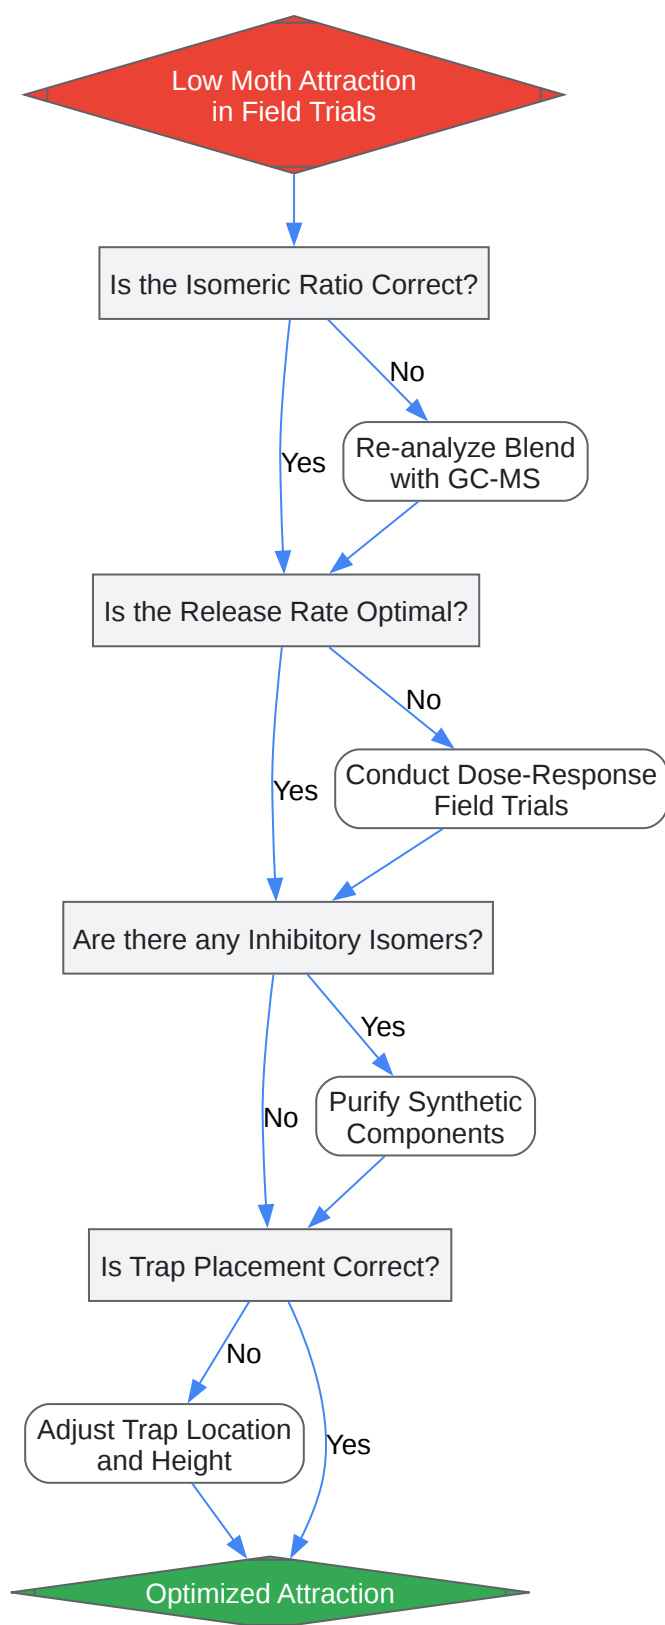 Low Moth Attraction
in Field Trials
Is the Isomeric Ratio Correct?
No
Yes
Re-analyze Blend
with GC-MS
Is the Release Rate Optimal?
No
Yes
Conduct Dose-Response
Field Trials
Are there any Inhibitory Isomers?
Yes
No
Purify Synthetic
Components
Is Trap Placement Correct?
No
Yes
Adjust Trap Location
and Height
Optimized Attraction